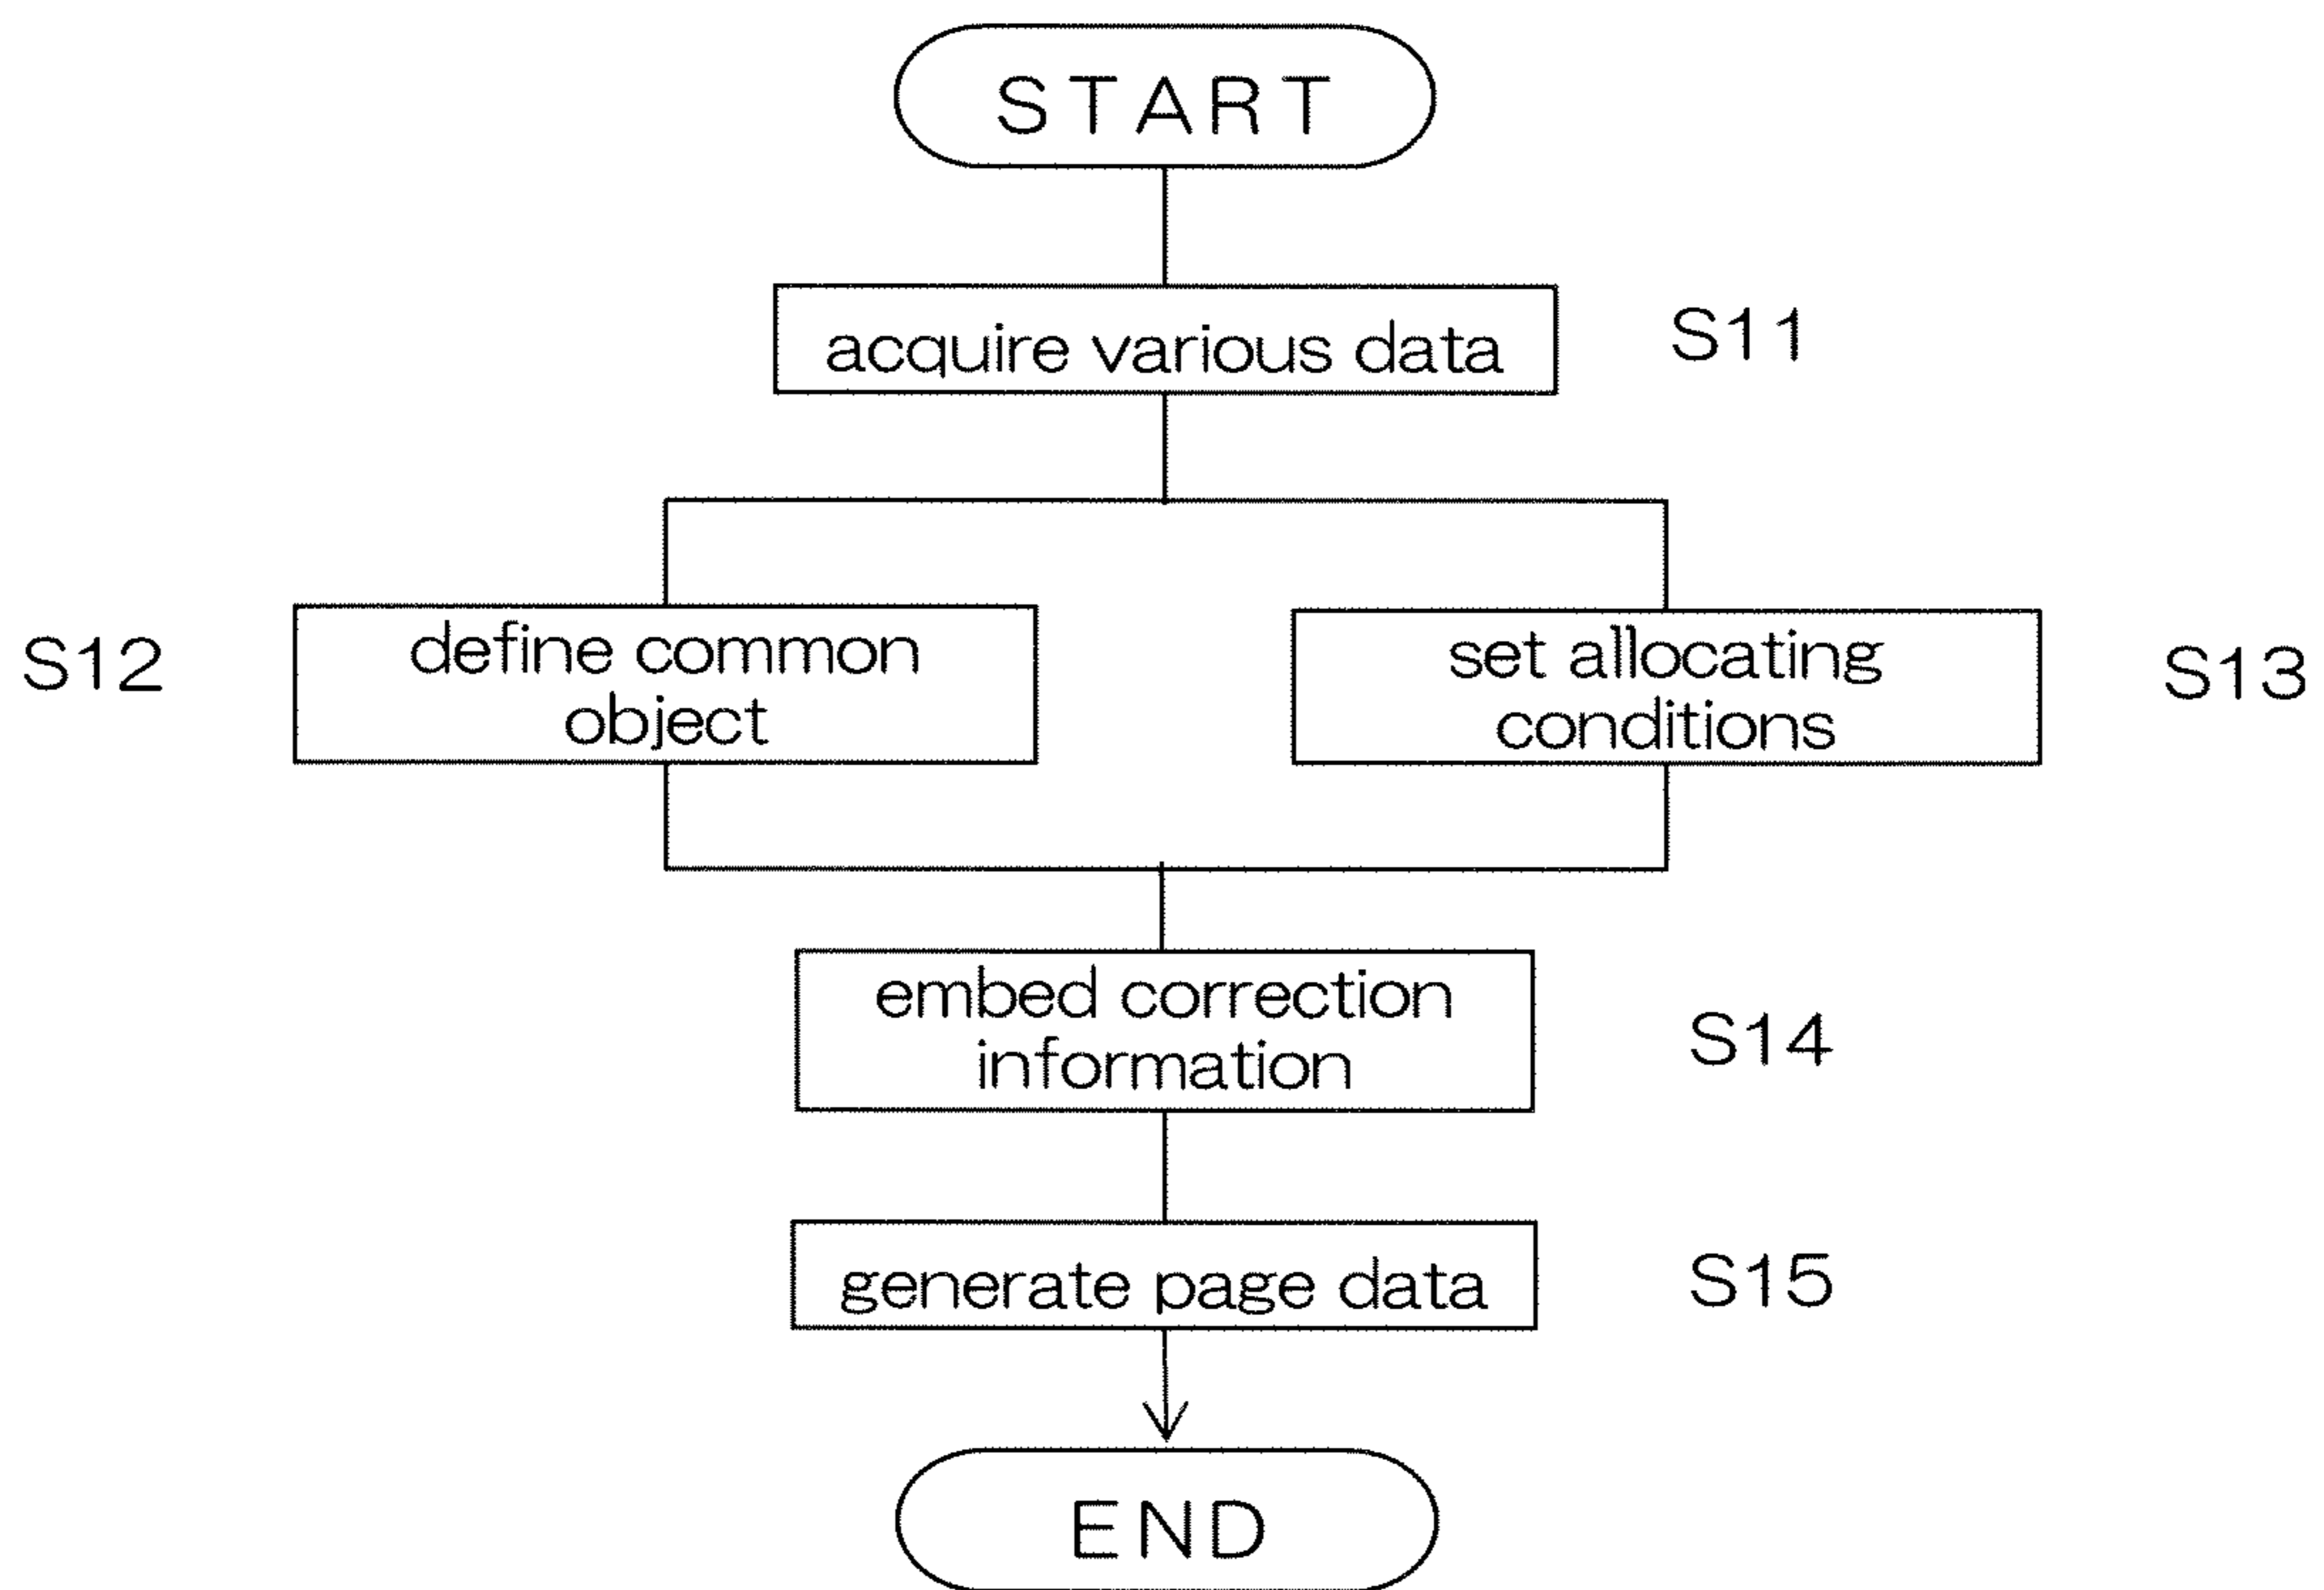 START
acquire various data
S11
S12
define common
object
set allocating
conditions
S13
embed correction
information
S14
generate page data
S15
END